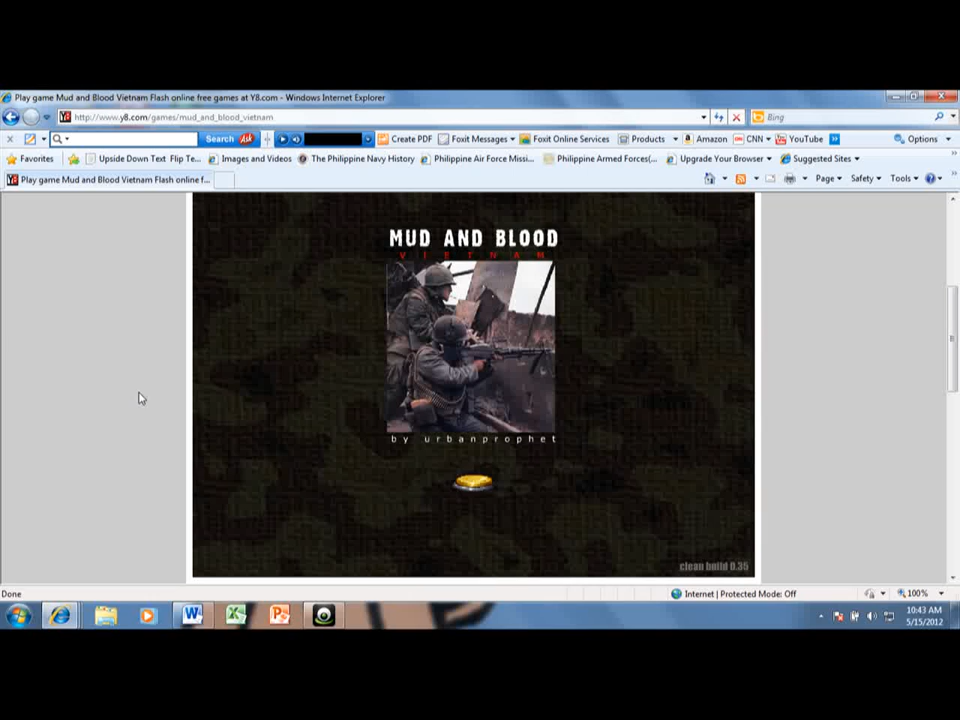 Play game Mud and Blood Vietnam Flash online free games at Y8.com - Windows Internet Explorer
http://www.y8.com/games/mud_and_blood_vietnam
Bing
Search Ask Create PDF Foxit Messages Foxit Online Services Products Amazon CNN YouTube Options
Favorites Upside Down Text Flip Te... Images and Videos The Philippine Navy History Philippine Air Force Missi... Philippine Armed Forces(,.. Upgrade Your Browser Suggested Sites
Play game Mud and Blood Vietnam Flash online f... Page Safety Tools
MUD AND BLOOD
VIETNAM
by urbanprophet
clean build 0.35
Done Internet | Protected Mode: Off 100%
10:43 AM
5/15/2012